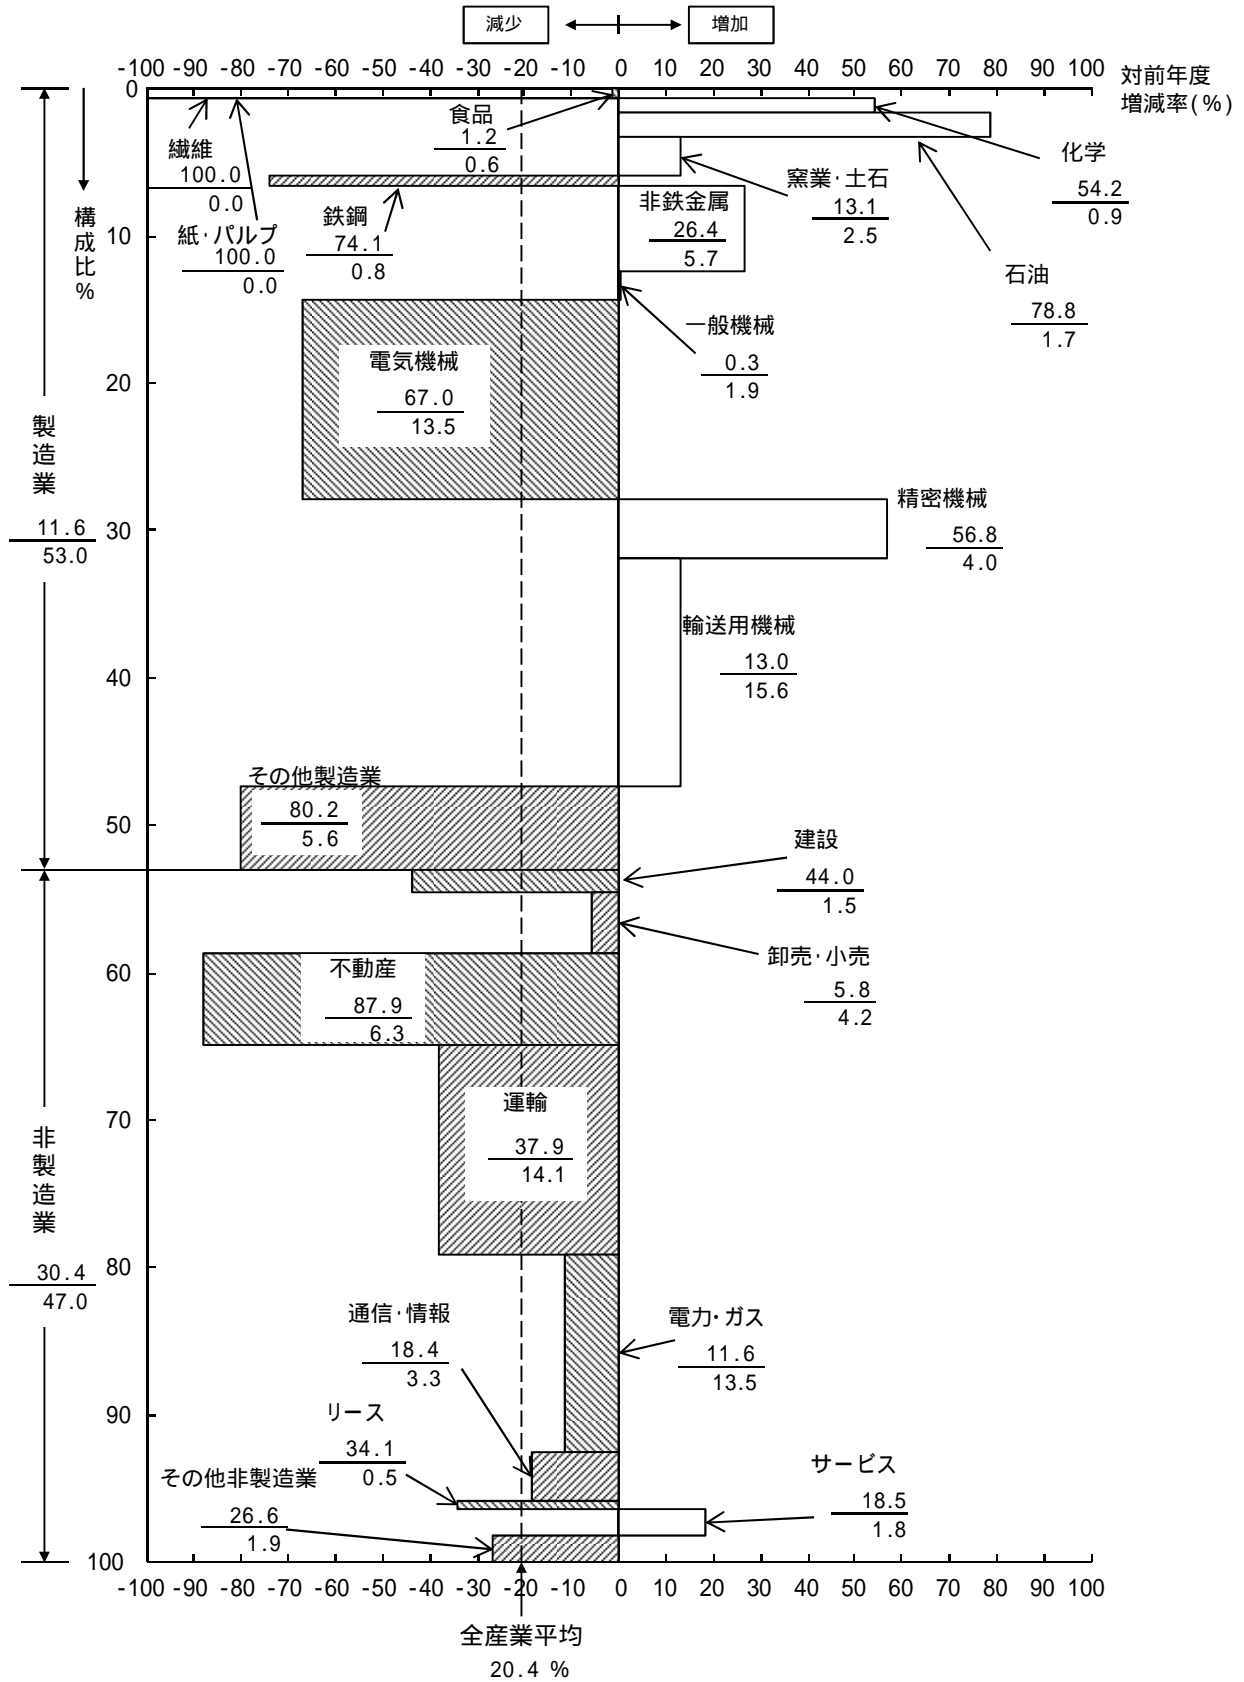 減少
増加
-100 -90 -80 -70 -60 -50 -40 -30 -20 -10 0 10 20 30 40 50 60 70 80 90 100
対前年度
増減率(%)
0
10
20
30
40
50
60
70
80
90
100
構成比%
製造業
11.6
53.0
非製造業
30.4
47.0
繊維
100.0
0.0
紙・パルプ
100.0
0.0
食品
1.2
0.6
化学
54.2
0.9
石油
78.8
1.7
窯業・土石
13.1
2.5
鉄鋼
74.1
0.8
非鉄金属
26.4
5.7
一般機械
0.3
1.9
電気機械
67.0
13.5
精密機械
56.8
4.0
輸送用機械
13.0
15.6
その他製造業
80.2
5.6
建設
44.0
1.5
卸売・小売
5.8
4.2
不動産
87.9
6.3
運輸
37.9
14.1
電力・ガス
11.6
13.5
通信・情報
18.4
3.3
リース
34.1
0.5
サービス
18.5
1.8
その他非製造業
26.6
1.9
-100 -90 -80 -70 -60 -50 -40 -30 -20 -10 0 10 20 30 40 50 60 70 80 90 100
全産業平均
20.4 %